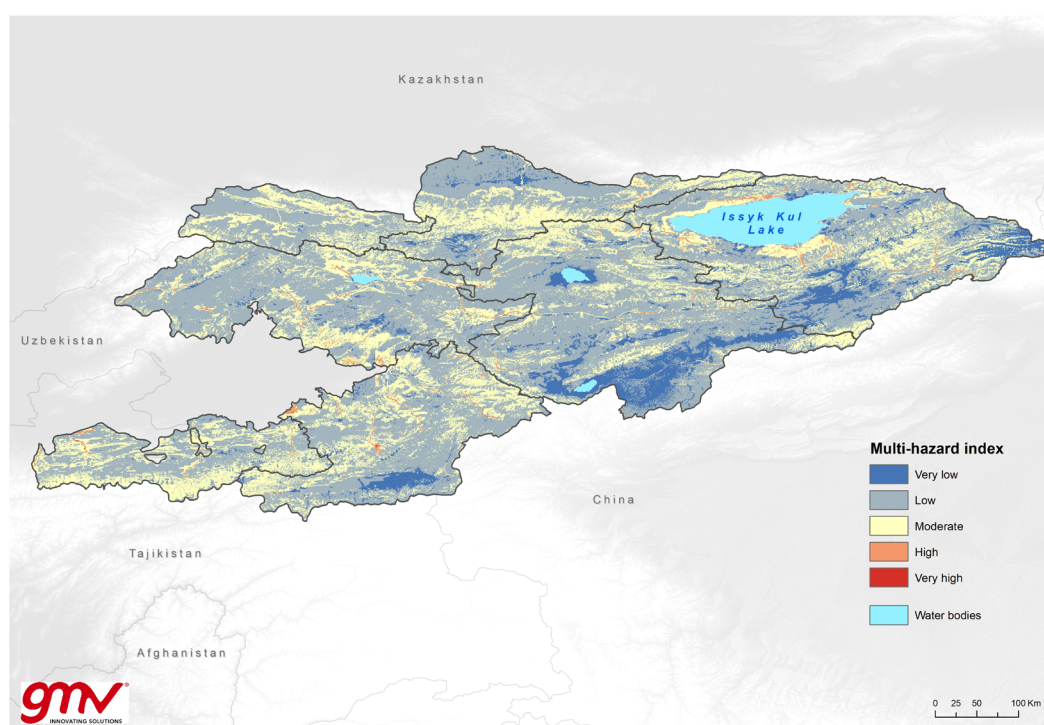 Kazakhstan
Issyk Kul
Lake
Uzbekistan
Multi-hazard index
Very low
Low
Moderate
High
Very high
Water bodies
China
Tajikistan
Afghanistan
gmv®
INNOVATING SOLUTIONS
0 25 50 100 Km